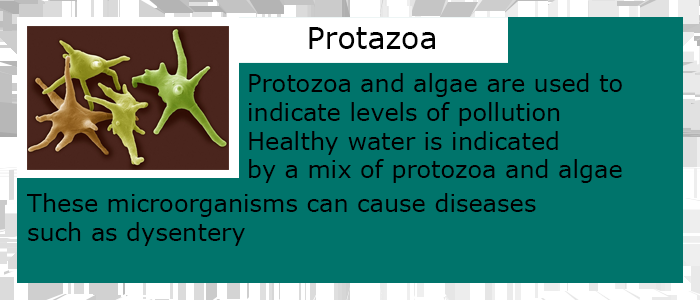 Protazoa
Protozoa and algae are used to
indicate levels of pollution
Healthy water is indicated
by a mix of protozoa and algae
These microorganisms can cause diseases
such as dysentery